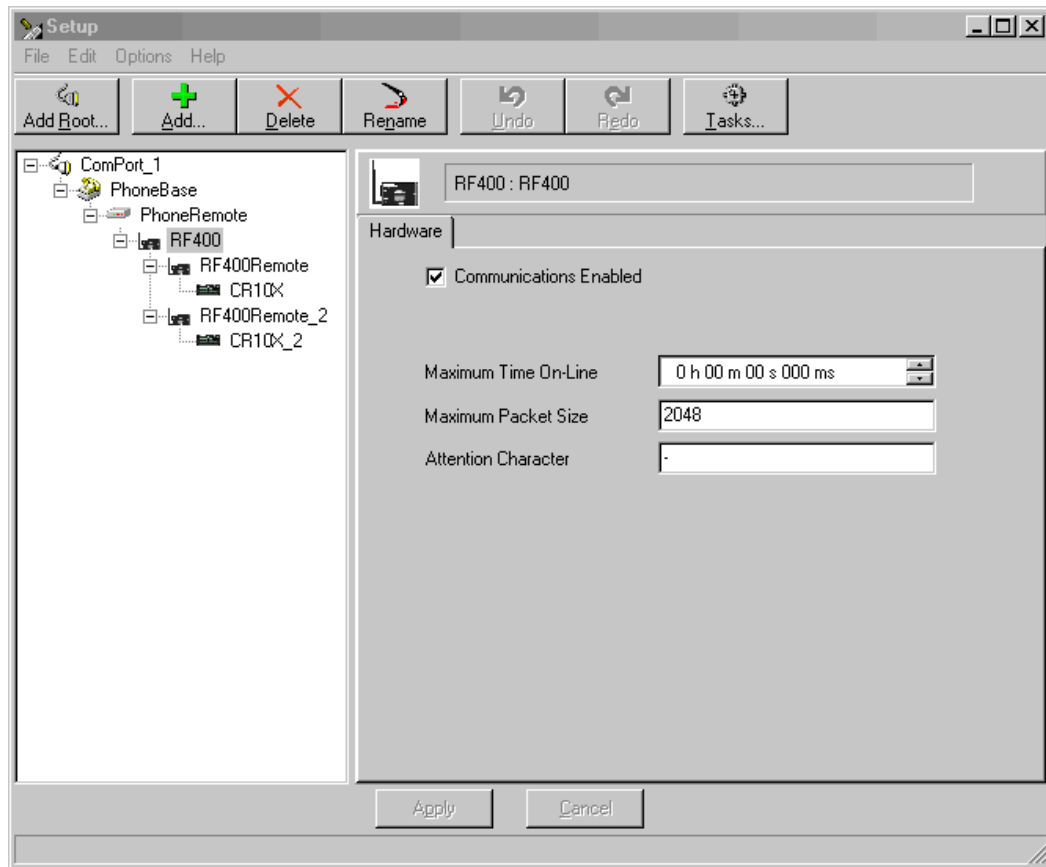 Setup
File Edit Options Help
Add Root... Add... Delete Rename Undo Redo Tasks...
ComPort_1
PhoneBase
PhoneRemote
RF400
RF400Remote
CR10X
RF400Remote_2
CR10X_2
RF400 : RF400
Hardware
Communications Enabled
Maximum Time On-Line 0 h 00 m 00 s 000 ms
Maximum Packet Size 2048
Attention Character -
Apply Cancel